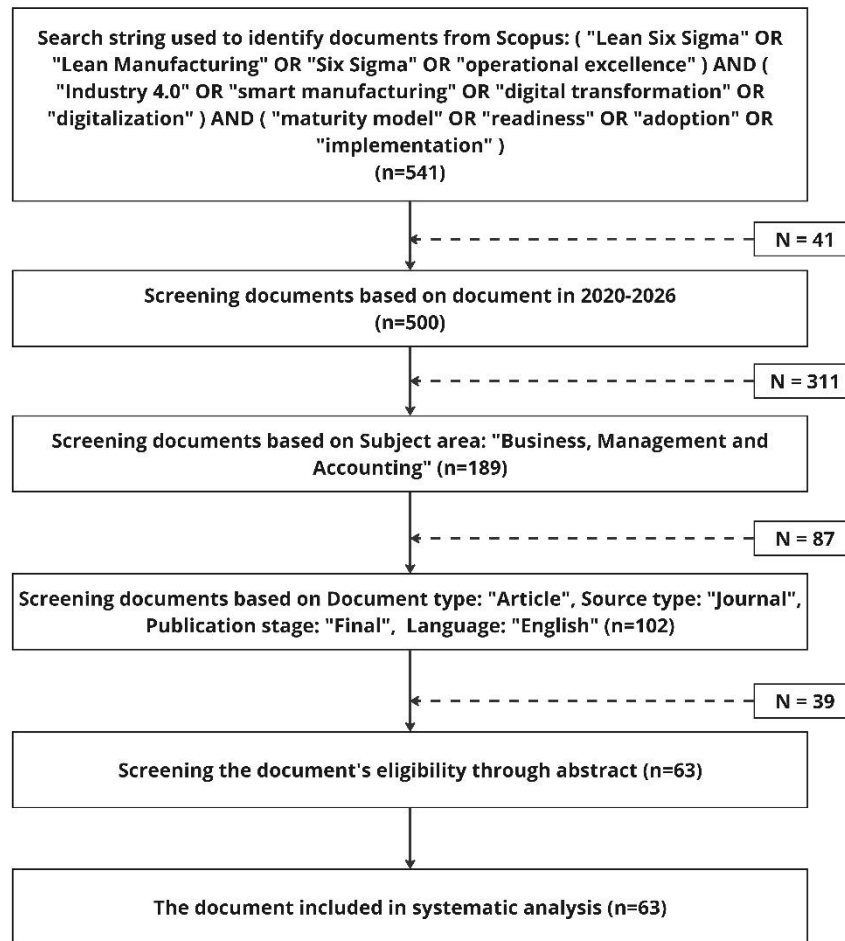 Search string used to identify documents from Scopus: ( "Lean Six Sigma" OR
"Lean Manufacturing" OR "Six Sigma" OR "operational excellence" ) AND (
"Industry 4.0" OR "smart manufacturing" OR "digital transformation" OR
"digitalization" ) AND ( "maturity model" OR "readiness" OR "adoption" OR
"implementation" )
(n=541)
N = 41
Screening documents based on document in 2020-2026
(n=500)
N = 311
Screening documents based on Subject area: "Business, Management and
Accounting" (n=189)
N = 87
Screening documents based on Document type: "Article", Source type: "Journal",
Publication stage: "Final", Language: "English" (n=102)
N = 39
Screening the document's eligibility through abstract (n=63)
The document included in systematic analysis (n=63)